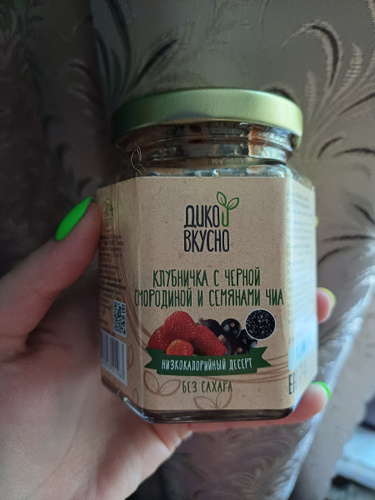 ДИКО
ВКУСНО
КЛУБНИЧКА С ЧЕРНОЙ
СМОРОДИНОЙ И СЕМЯНАМИ ЧИА
НИЗКОКАЛОРИЙНЫЙ ДЕСЕРТ
БЕЗ САХАРА